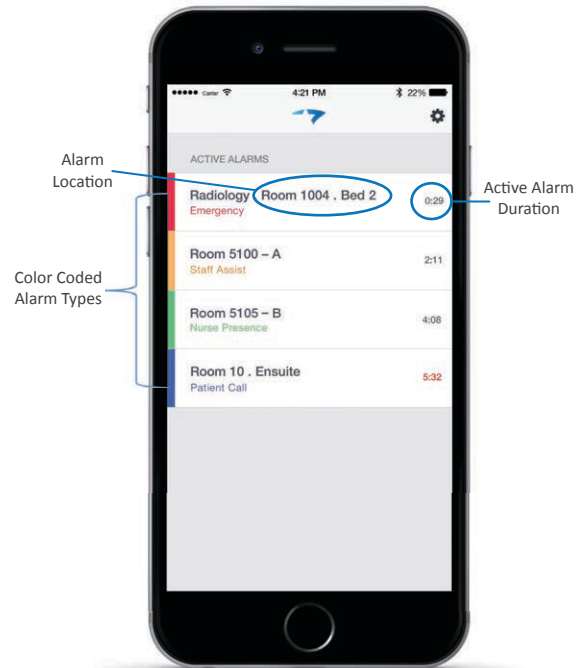 ●●●●● Carrier 4:21 PM 22%
ACTIVE ALARMS
Alarm
Location
Radiology Room 1004 . Bed 2 0:29
Emergency
Active Alarm
Duration
Room 5100 – A 2:11
Staff Assist
Color Coded
Alarm Types
Room 5105 – B 4:08
Nurse Presence
Room 10 . Ensuite 5:32
Patient Call